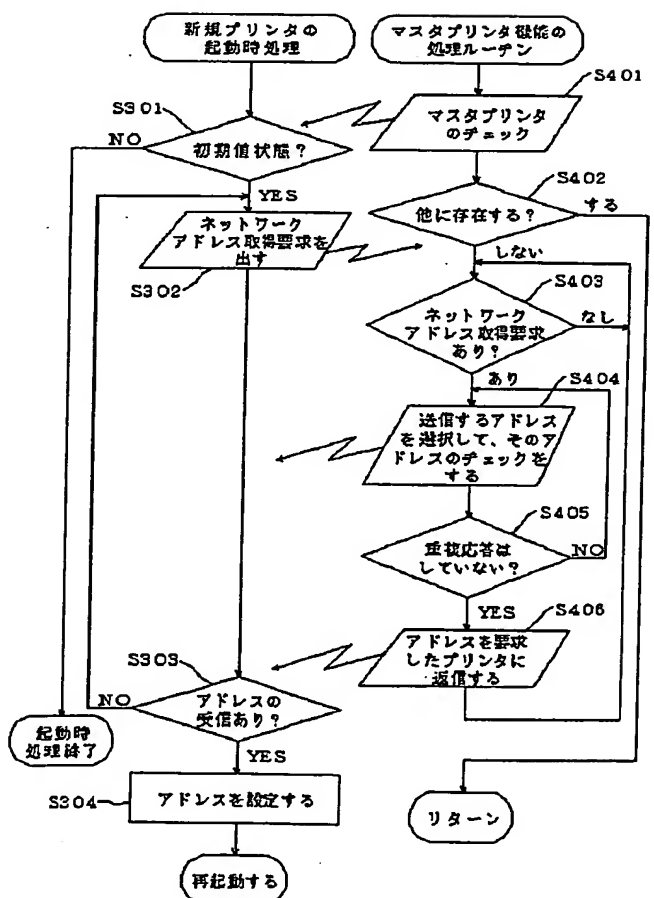 新規プリンタの
起動時処理
S301
初期値状態？
NO
YES
ネットワーク
アドレス取得要求を
出す
S302
S303
アドレスの
受信あり？
NO
YES
起動時
処理終了
S304
アドレスを設定する
再起動する
マスタプリンタ機能の
処理ルーチン
S401
マスタプリンタ
のチェック
S402
他に存在する？
する
しない
S403
ネットワーク
アドレス取得要求
あり？
なし
あり
S404
送信するアドレス
を選択して、そのア
ドレスのチェックを
する
S405
重複応答は
していない？
NO
YES
S406
アドレスを要求
したプリンタに
返信する
リターン